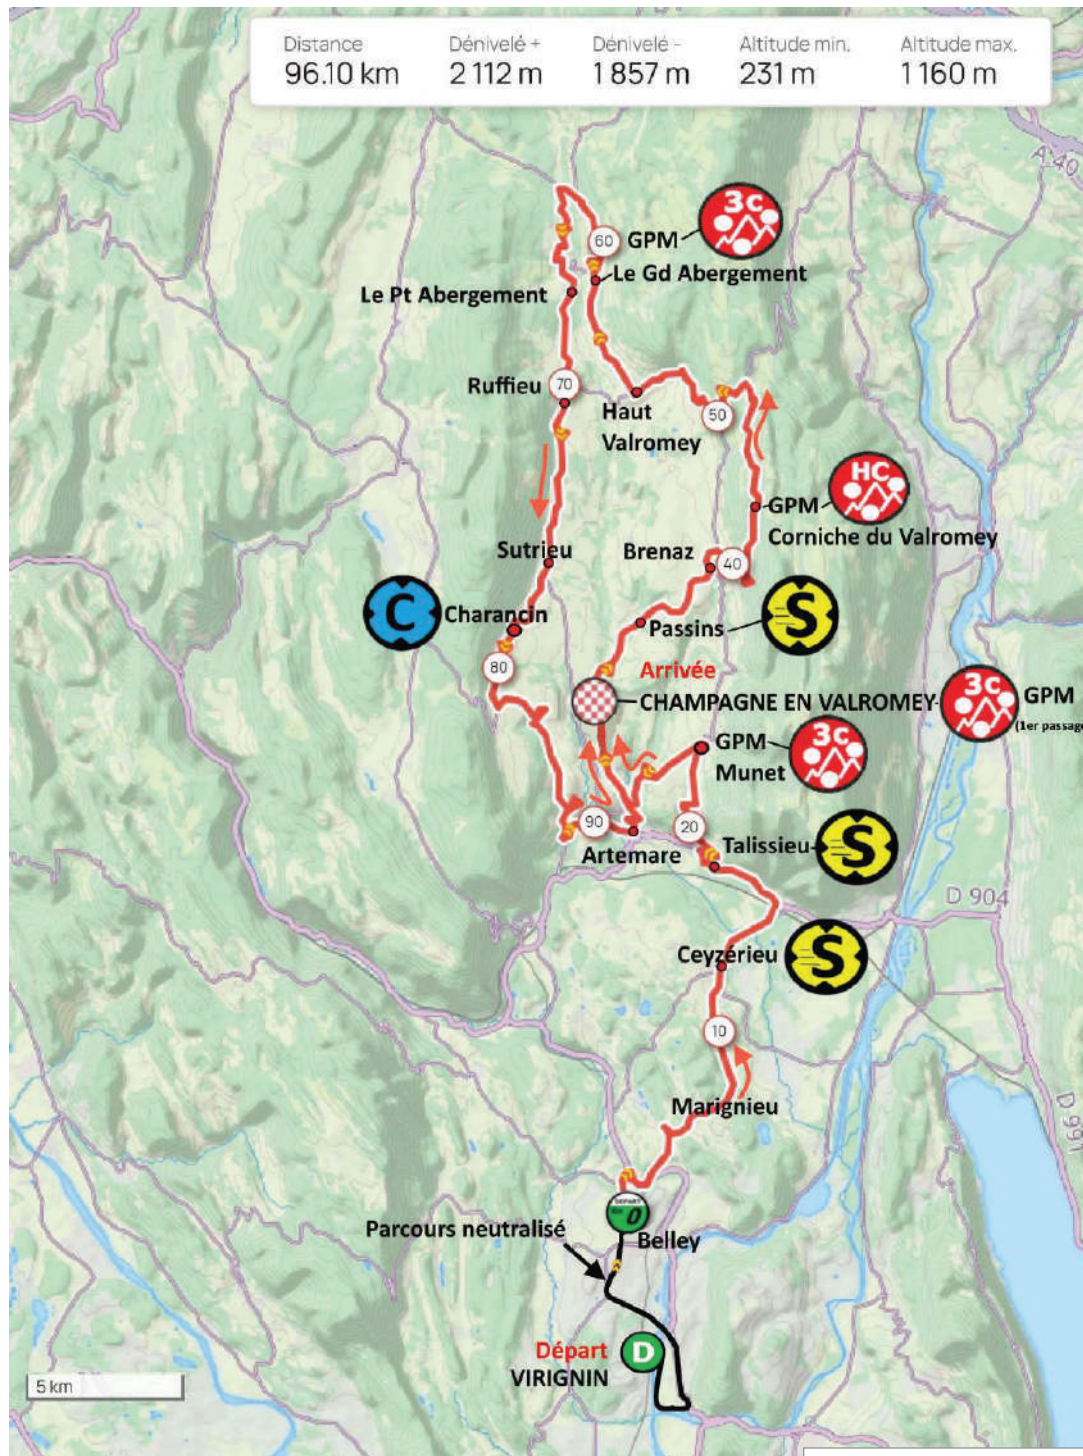 Distance
96.10 km
Dénivelé +
2 112 m
Dénivelé -
1 857 m
Altitude min.
231 m
Altitude max.
1 160 m
A 40
3c
60
GPM
Le Gd Abergement
Le Pt Abergement
Ruffieu
70
Haut
Valromey
50
HC
GPM
Corniche du Valromey
Sutrieu
Brenaz
40
C
Charancin
Passins
S
80
Arrivée
CHAMPAGNE EN VALROMEY
3c
GPM
(1er passage
GPM
Munet
3c
90
20
Artemare
Talissieu
S
D 904
Ceyzérieu
S
10
Marignieu
D 991
DEPART
0
Parcours neutralisé
Belley
Départ
VIRIGNIN
D
5 km